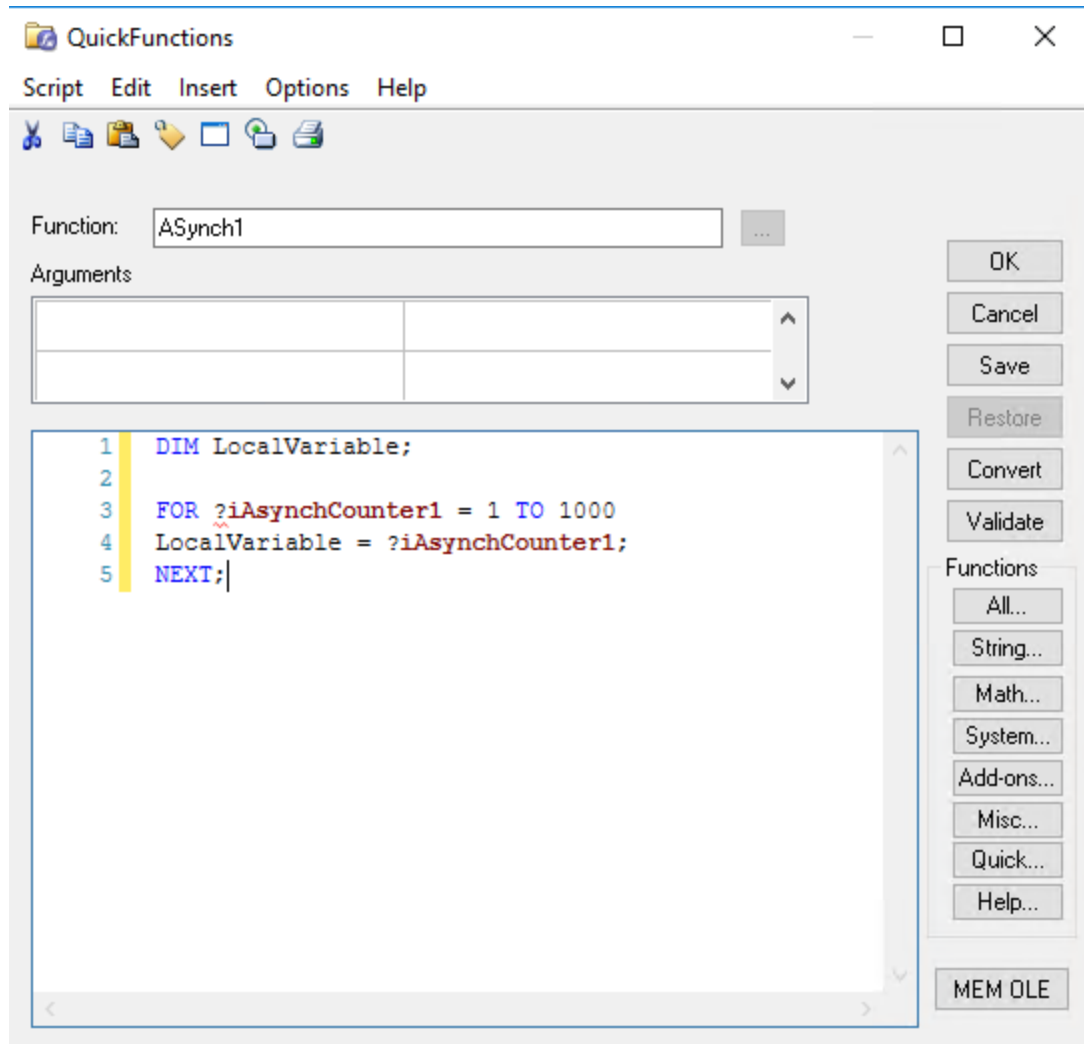 QuickFunctions
Script Edit Insert Options Help
Function: ASynch1 ...
Arguments
OK
Cancel
Save
Restore
Convert
Validate
1 DIM LocalVariable;
2
3 FOR ?iAsynchCounter1 = 1 TO 1000
4 LocalVariable = ?iAsynchCounter1;
5 NEXT;
Functions
All...
String...
Math...
System...
Add-ons...
Misc...
Quick...
Help...
MEM OLE